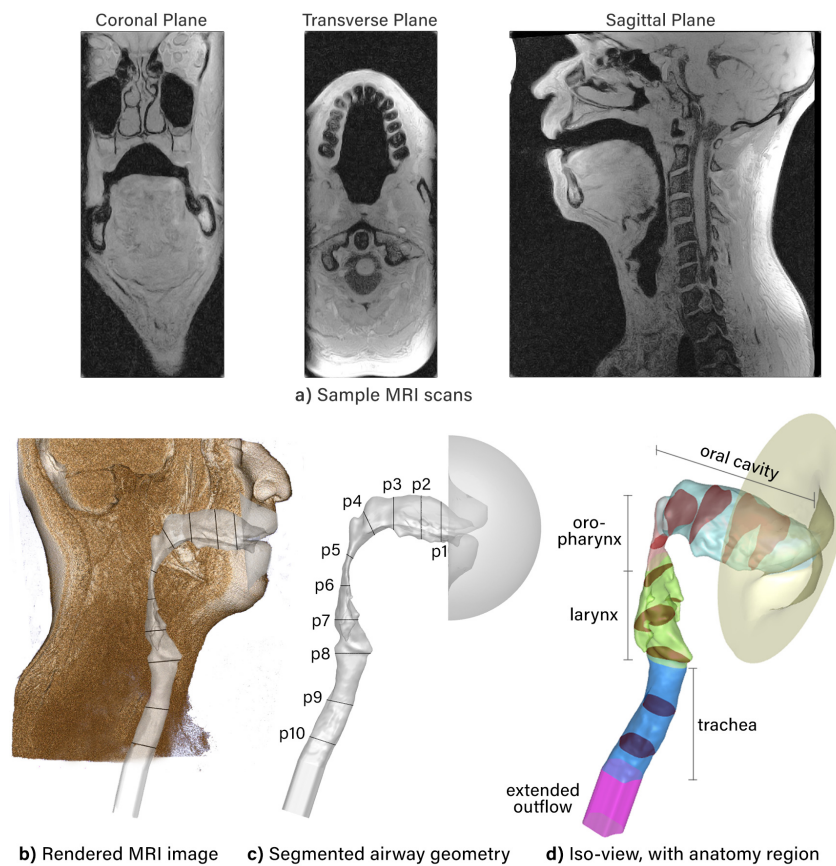 Coronal Plane
Transverse Plane
Sagittal Plane
a) Sample MRI scans
p1
p2
p3
p4
p5
p6
p7
p8
p9
p10
oral cavity
oro-
pharynx
larynx
trachea
extended
outflow
b) Rendered MRI image
c) Segmented airway geometry
d) Iso-view, with anatomy region